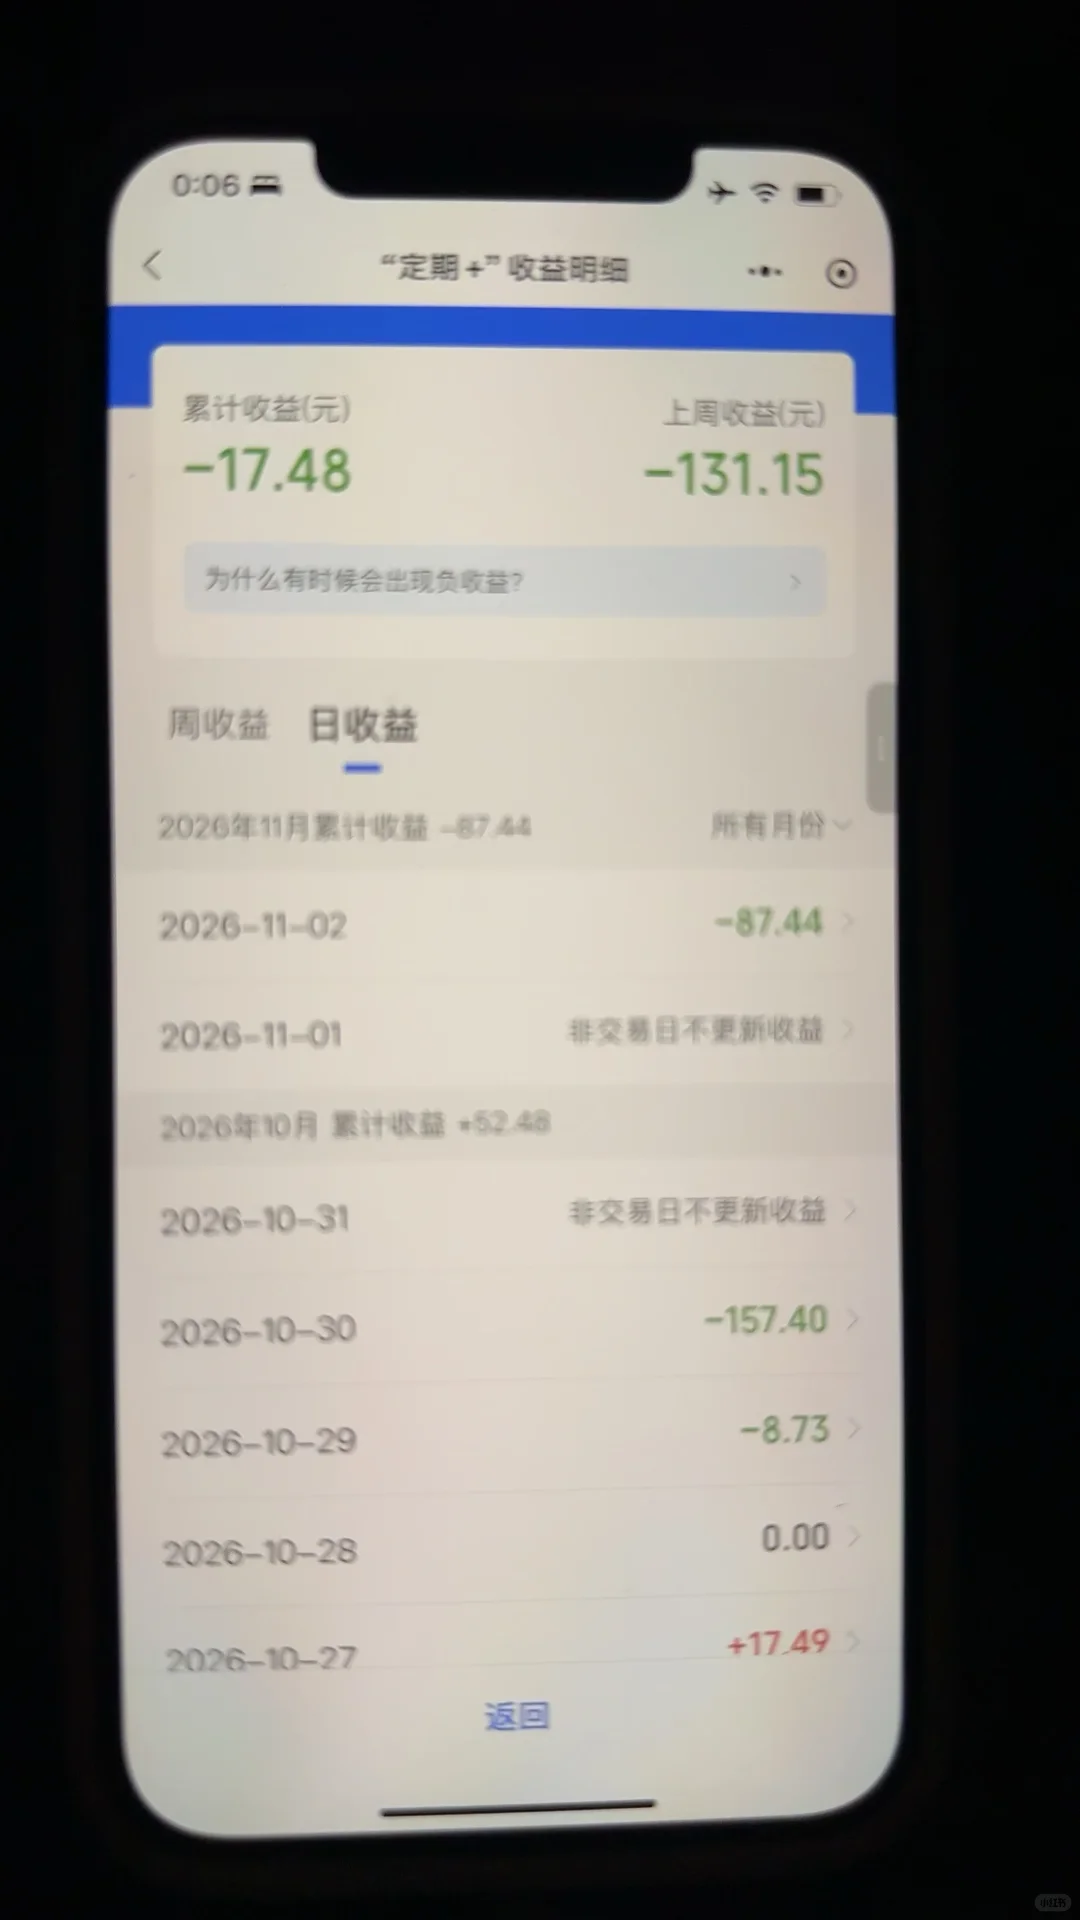 0:06
“定期+”收益明细
累计收益(元)
上周收益(元)
-17.48
-131.15
为什么有时候会出现负收益?
周收益 日收益
2026年11月累计收益 -87.44 所有月份
2026-11-02 -87.44
2026-11-01 非交易日不更新收益
2026年10月 累计收益 +52.48
2026-10-31 非交易日不更新收益
2026-10-30 -157.40
2026-10-29 -8.73
2026-10-28 0.00
2026-10-27 +17.49
返回
小红书